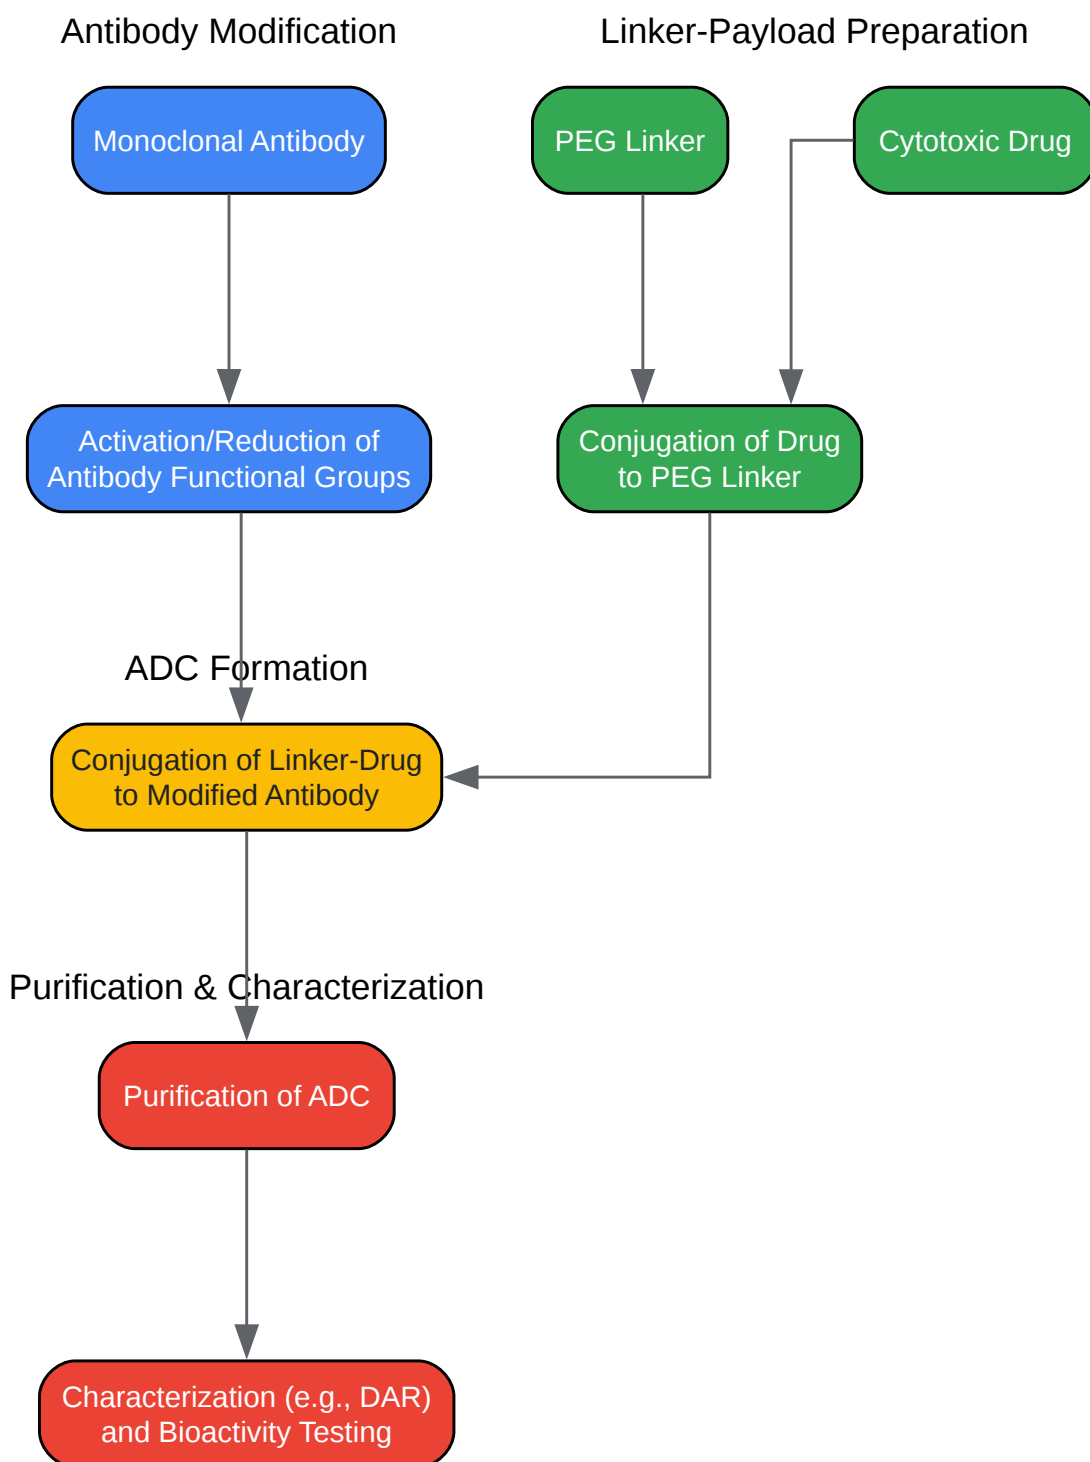 Antibody Modification
Linker-Payload Preparation
Monoclonal Antibody
PEG Linker
Cytotoxic Drug
Activation/Reduction of
Antibody Functional Groups
Conjugation of Drug
to PEG Linker
ADC Formation
Conjugation of Linker-Drug
to Modified Antibody
Purification & Characterization
Purification of ADC
Characterization (e.g., DAR)
and Bioactivity Testing